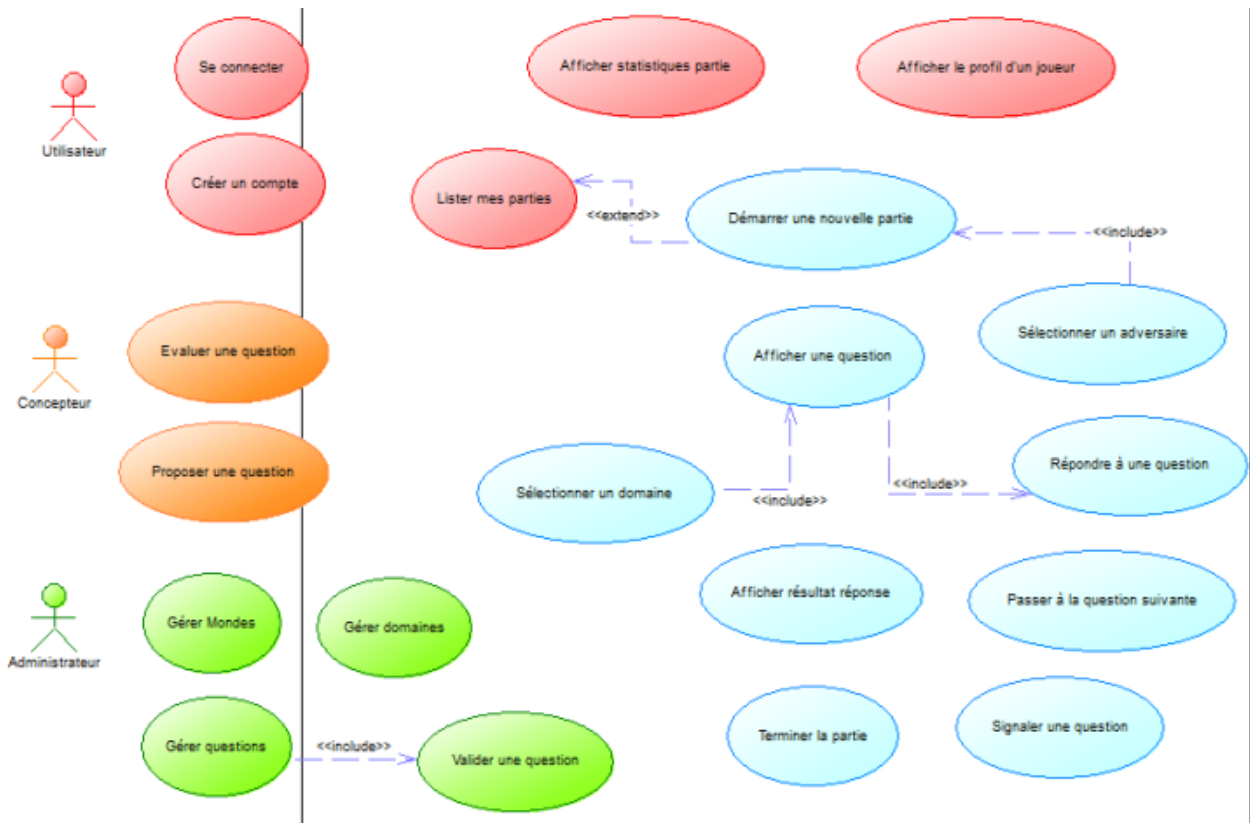 Se connecter
Afficher statistiques partie
Afficher le profil d'un joueur
Utilisateur
Créer un compte
Lister mes parties
<<extend>>
Démarrer une nouvelle partie
<<include>>
Evaluer une question
Afficher une question
Sélectionner un adversaire
Concepteur
Proposer une question
Sélectionner un domaine
<<include>>
<<include>>
Répondre à une question
Gérer Mondes
Gérer domaines
Afficher résultat réponse
Passer à la question suivante
Administrateur
Gérer questions
<<include>>
Valider une question
Terminer la partie
Signaler une question